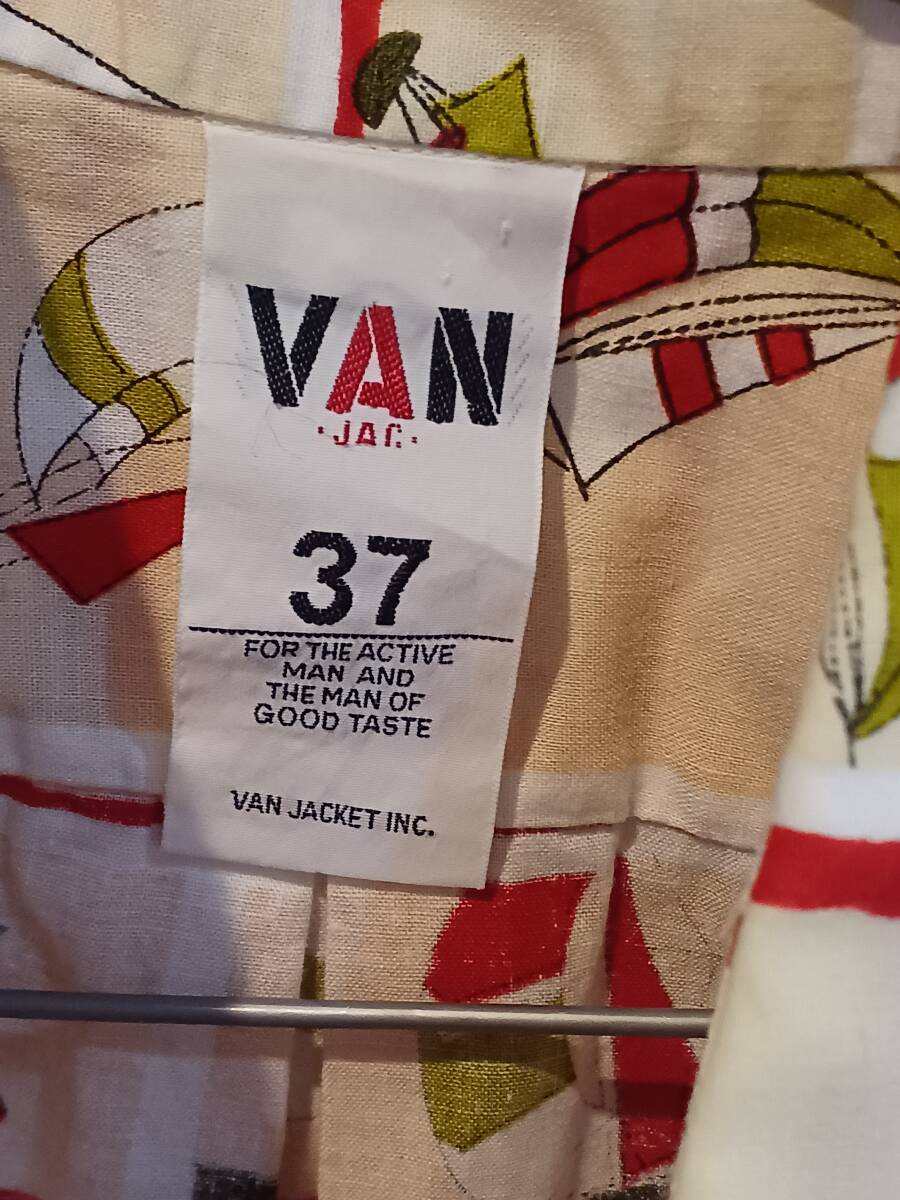 VAN
·JAC·
37
FOR THE ACTIVE
MAN AND
THE MAN OF
GOOD TASTE
VAN JACKET INC.